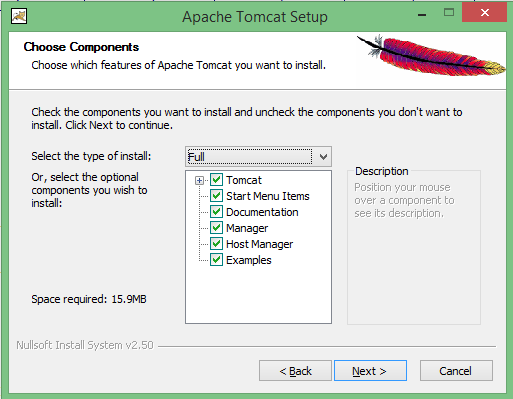 Apache Tomcat Setup
Choose Components
Choose which features of Apache Tomcat you want to install.
Check the components you want to install and uncheck the components you don't want to
install. Click Next to continue.
Select the type of install:
Full
Or, select the optional
components you wish to
install:
Tomcat
Start Menu Items
Documentation
Manager
Host Manager
Examples
Description
Position your mouse
over a component to
see its description.
Space required: 15.9MB
Nullsoft Install System v2.50
< Back
Next >
Cancel